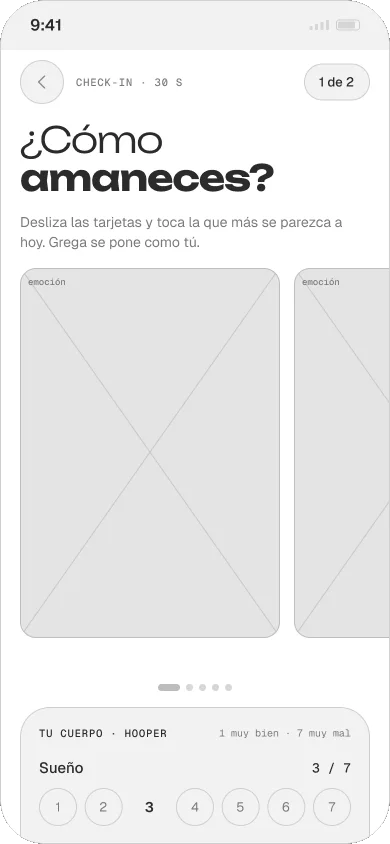 9:41
CHECK-IN · 30 S
1 de 2
¿Cómo
amaneces?
Desliza las tarjetas y toca la que más se parezca a
hoy. Grega se pone como tú.
emoción
emoción
TU CUERPO · HOOPER
1 muy bien · 7 muy mal
Sueño
3 / 7
1 2 3 4 5 6 7